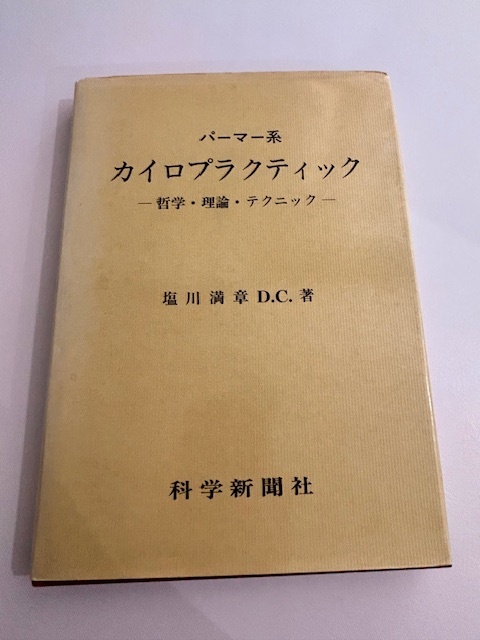 パーマー系
カイロプラクティック
―哲学・理論・テクニック―
塩川満章 D.C. 著
科学新聞社